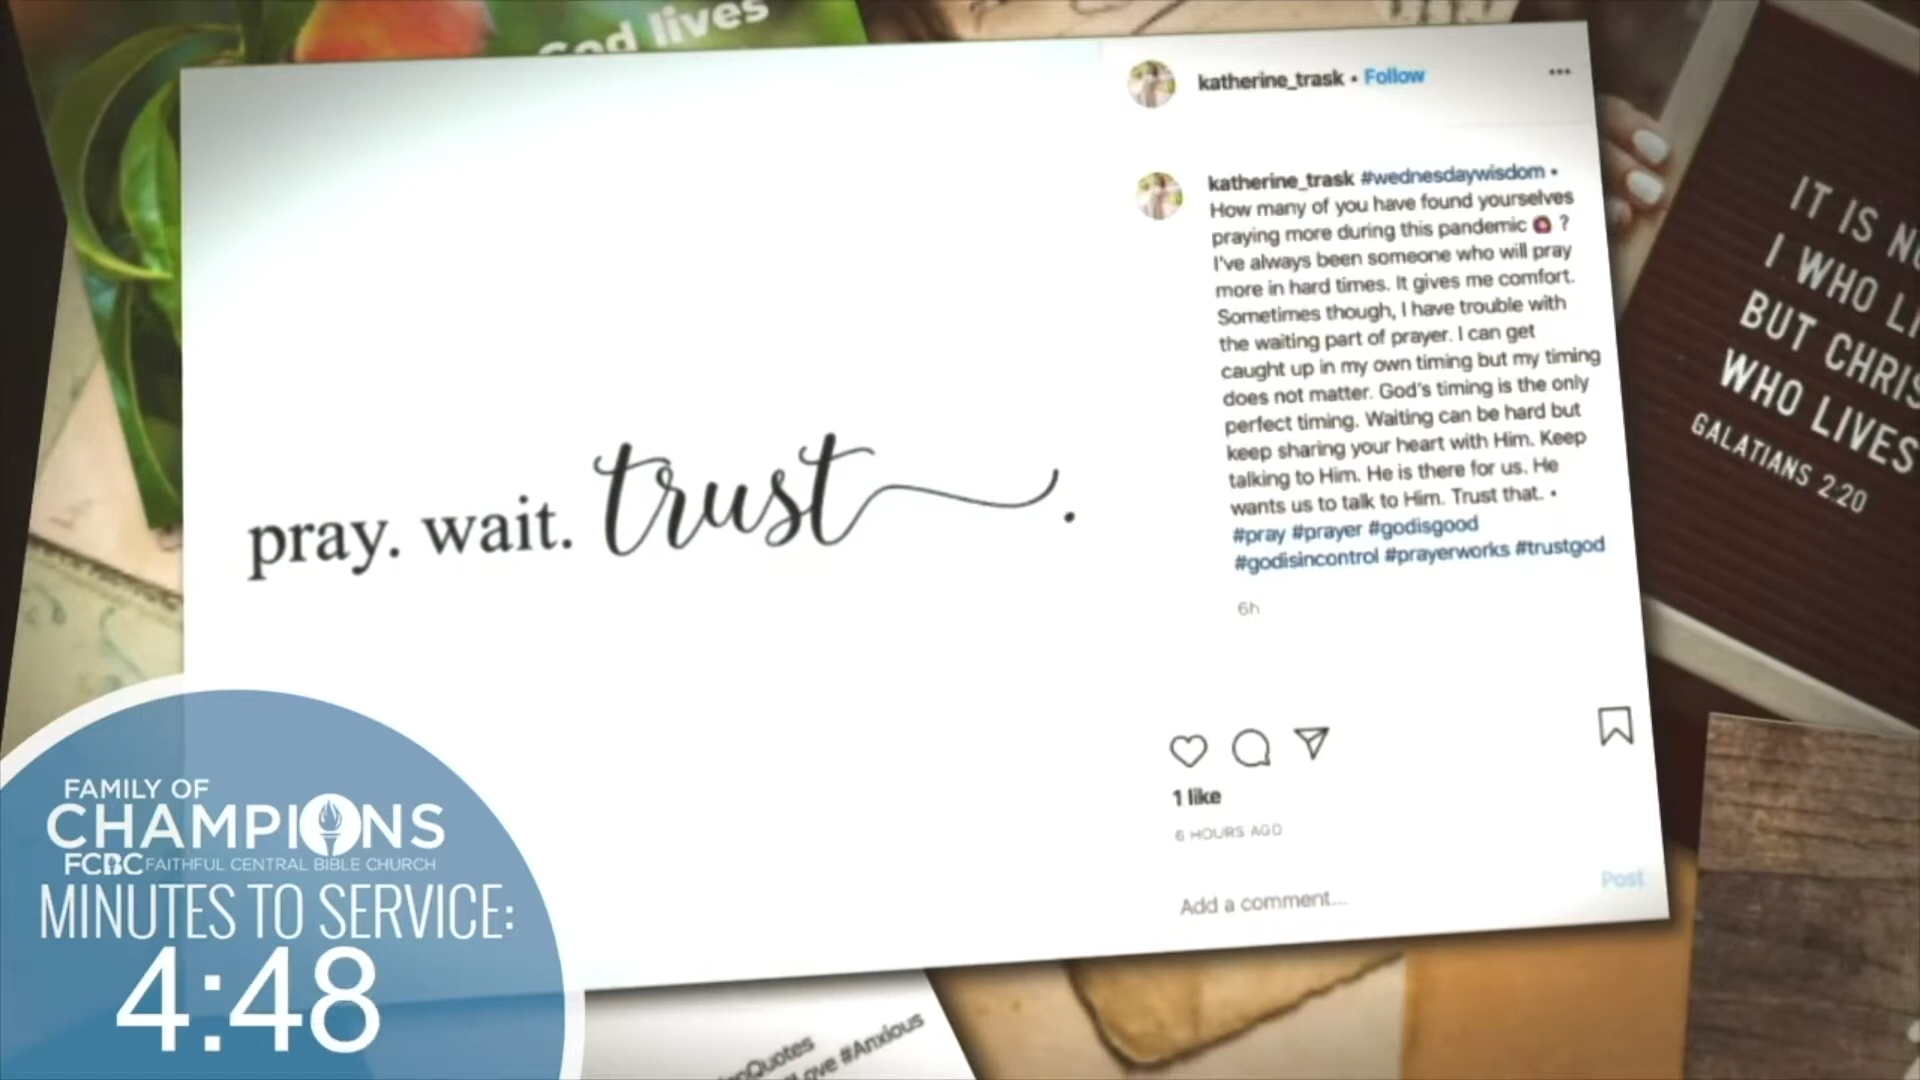 God lives
pray. wait. trust.
katherine_trask • Follow
katherine_trask #wednesdaywisdom •
How many of you have found yourselves
praying more during this pandemic ?
I've always been someone who will pray
more in hard times. It gives me comfort.
Sometimes though, I have trouble with
the waiting part of prayer. I can get
caught up in my own timing but my timing
does not matter. God's timing is the only
perfect timing. Waiting can be hard but
keep sharing your heart with Him. Keep
talking to Him. He is there for us. He
wants us to talk to Him. Trust that. •
#pray #prayer #godisgood
#godisincontrol #prayerworks #trustgod
6h
1 like
6 HOURS AGO
Add a comment...
Post
IT IS
I WHO
BUT
WHO LIVES
GALATIANS 2:20
FAMILY OF
CHAMPIONS
FCBC FAITHFUL CENTRAL BIBLE CHURCH
MINUTES TO SERVICE:
4:48
#Anxious